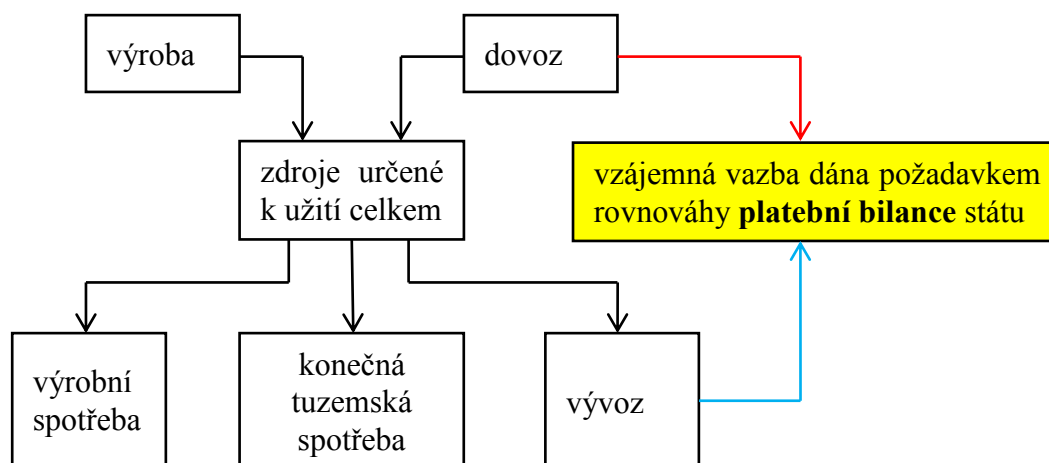 výroba
dovoz
zdroje určené
k užití celkem
vzájemná vazba dána požadavkem
rovnováhy platební bilance státu
výrobní
spotřeba
konečná
tuzemská
spotřeba
vývoz